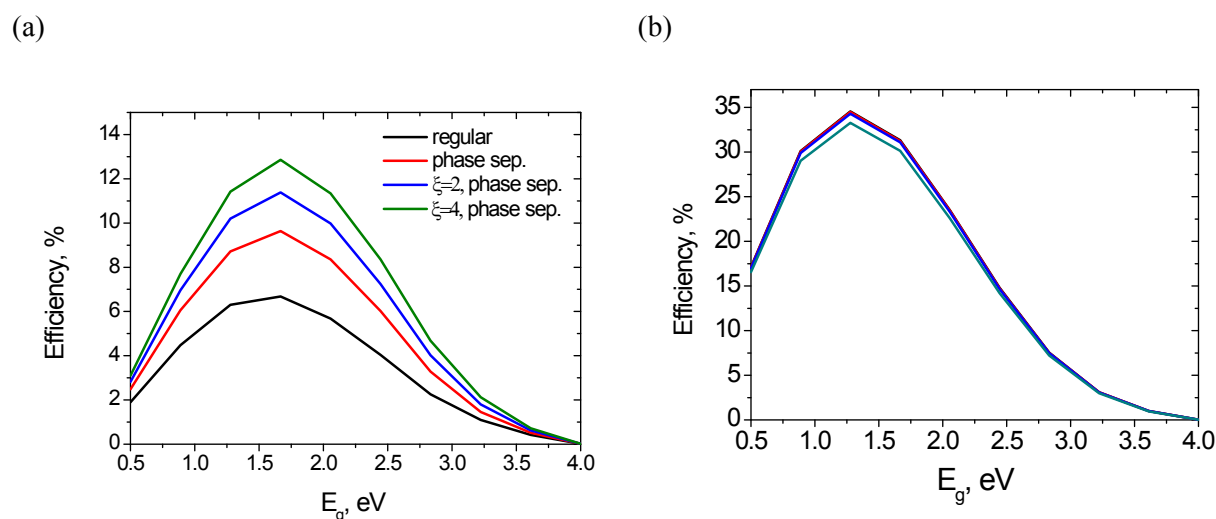 (a)
(b)
Efficiency, %
14
12
10
8
6
4
2
0
regular
phase sep.
ξ=2, phase sep.
ξ=4, phase sep.
0.5 1.0 1.5 2.0 2.5 3.0 3.5 4.0
E_g, eV
Efficiency, %
35
30
25
20
15
10
5
0
0.5 1.0 1.5 2.0 2.5 3.0 3.5 4.0
E_g, eV